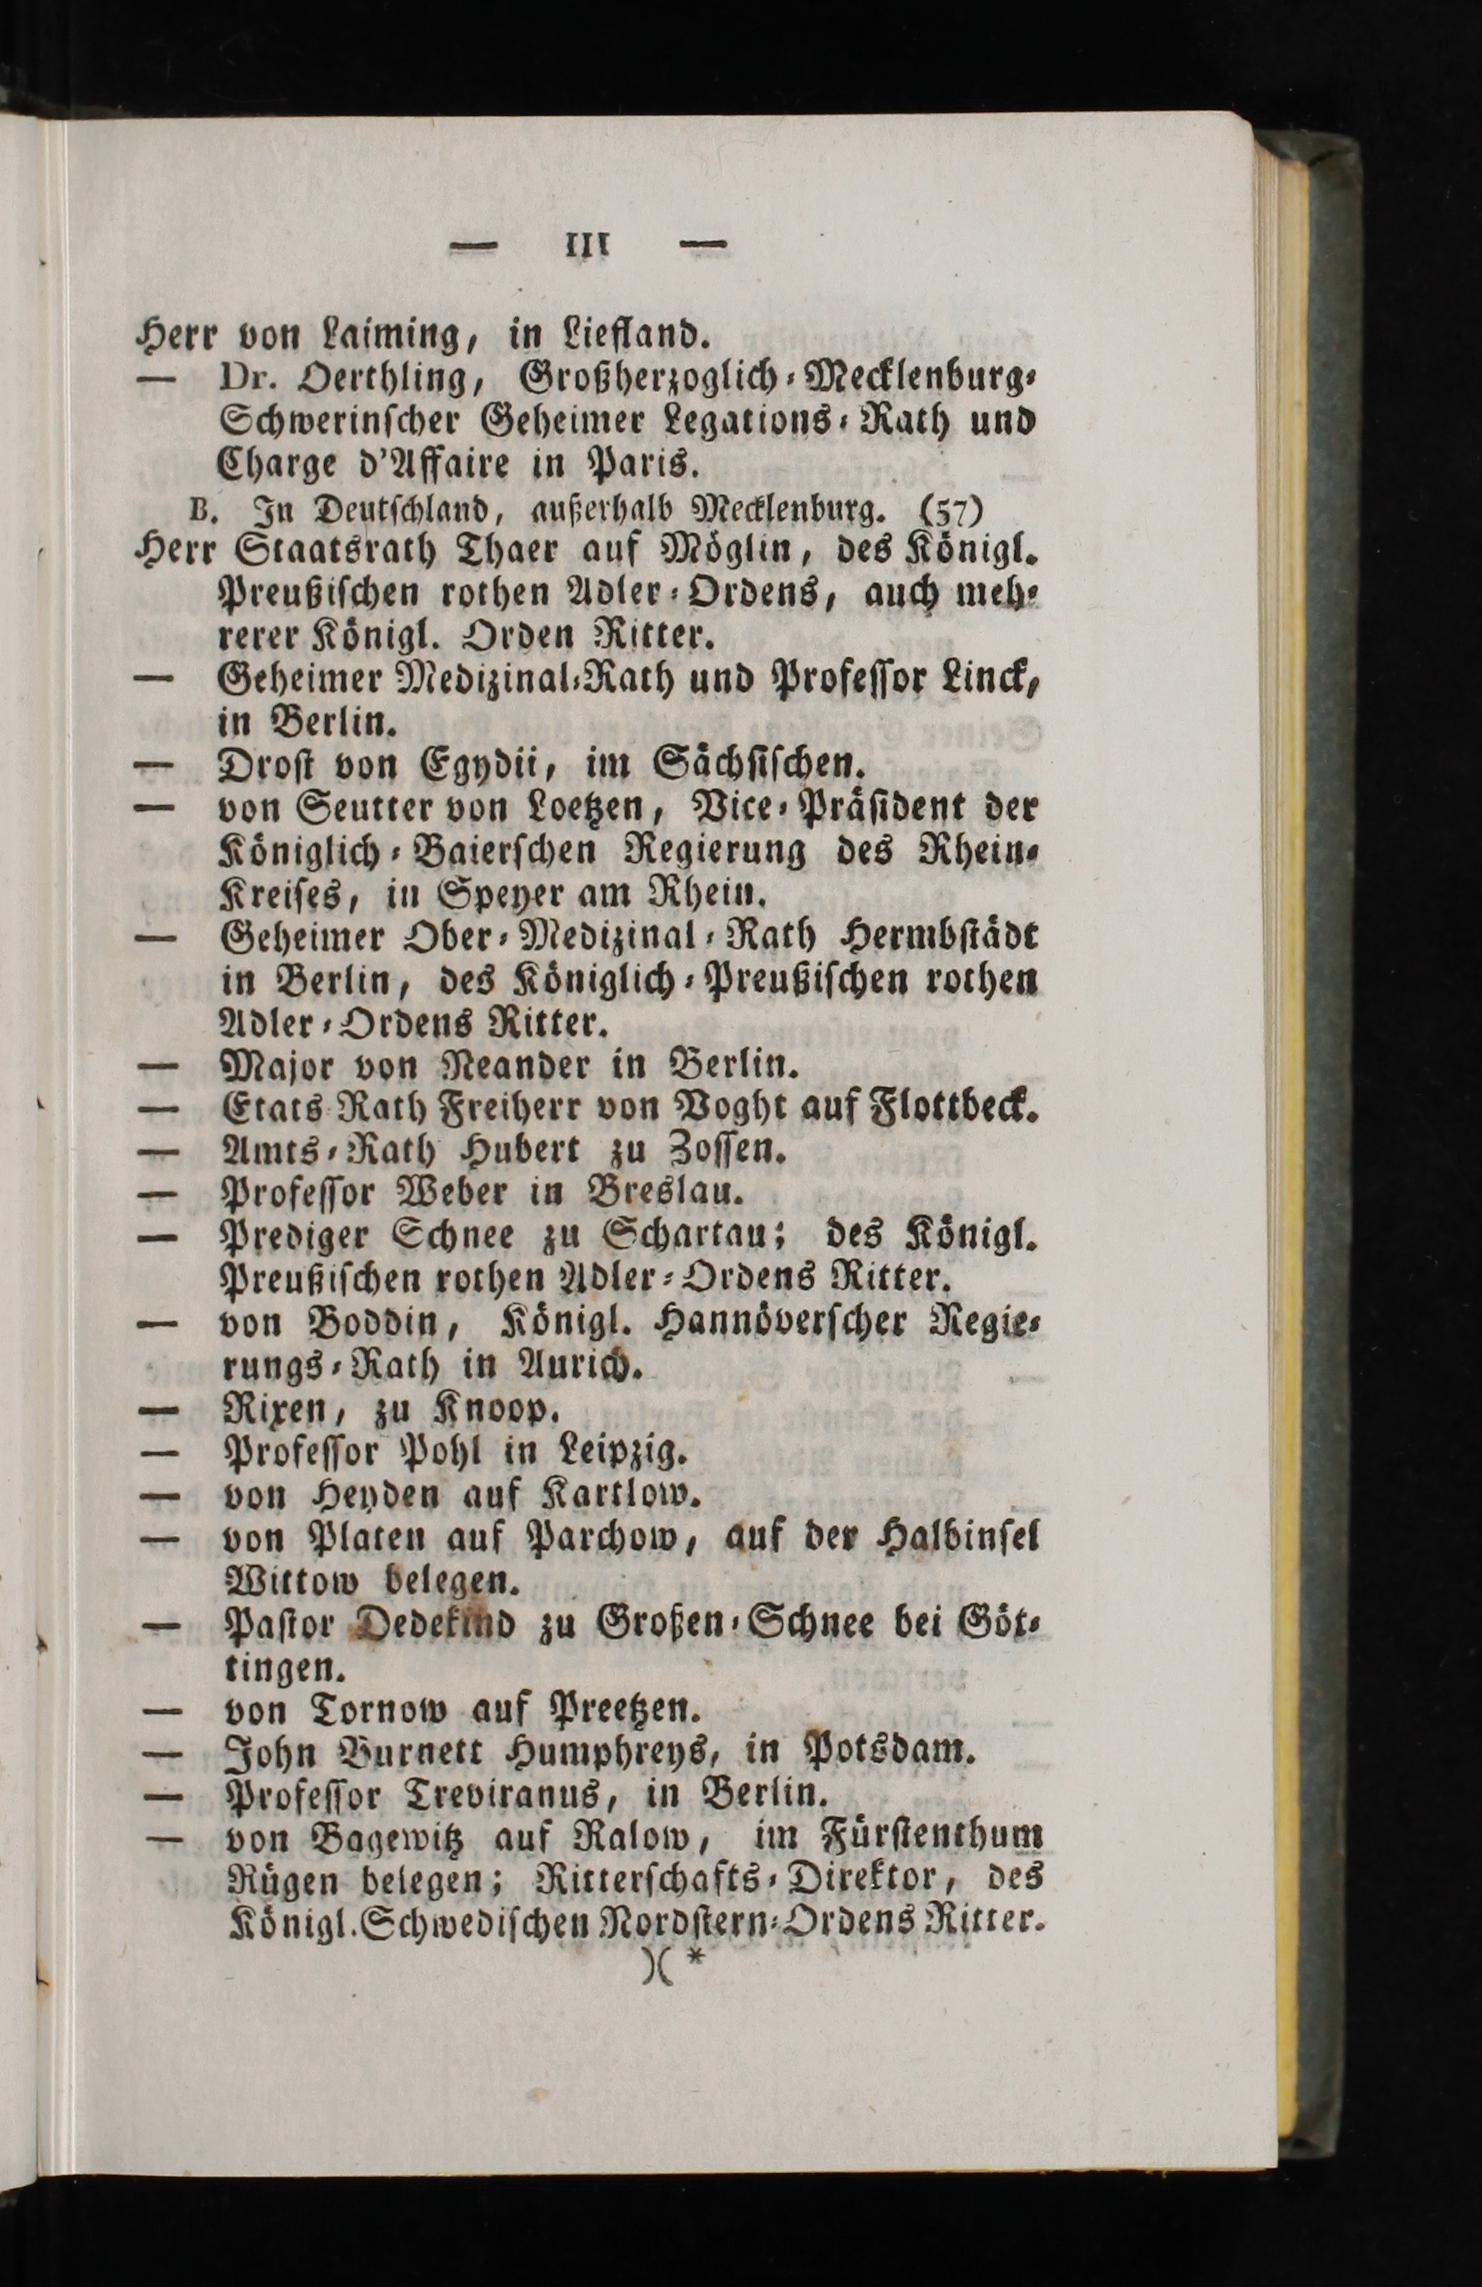 — III —
Herr von Laiming, in Liefland.
— Dr. Oerthling, Großherzoglich-Mecklenburg-
Schwerinscher Geheimer Legations-Rath und
Charge d'Affaire in Paris.
B. In Deutschland, außerhalb Mecklenburg. (57)
Herr Staatsrath Thaer auf Möglin, des Königl.
Preußischen rothen Adler-Ordens, auch meh-
rerer Königl. Orden Ritter.
— Geheimer Medizinal-Rath und Professor Linck,
in Berlin.
— Drost von Egydii, im Sächsischen.
— von Seutter von Loetzen, Vice-Präsident der
Königlich-Baierschen Regierung des Rhein-
Kreises, in Speyer am Rhein.
— Geheimer Ober-Medizinal-Rath Hermbstädt
in Berlin, des Königlich-Preußischen rothen
Adler-Ordens Ritter.
— Major von Neander in Berlin.
— Etats Rath Freiherr von Voght auf Flottbeck.
— Amts-Rath Hubert zu Zossen.
— Professor Weber in Breslau.
— Prediger Schnee zu Schartau; des Königl.
Preußischen rothen Adler-Ordens Ritter.
— von Boddin, Königl. Hannöverscher Regie-
rungs-Rath in Aurich.
— Rixen, zu Knoop.
— Professor Pohl in Leipzig.
— von Heyden auf Kartlow.
— von Platen auf Parchow, auf der Halbinsel
Wittow belegen.
— Pastor Dedekind zu Großen-Schnee bei Göt-
tingen.
— von Tornow auf Preetzen.
— John Burnett Humphreys, in Potsdam.
— Professor Treviranus, in Berlin.
— von Bagewitz auf Ralow, im Fürstenthum
Rügen belegen; Ritterschafts-Direktor, des
Königl. Schwedischen Nordstern-Ordens Ritter.
)( *